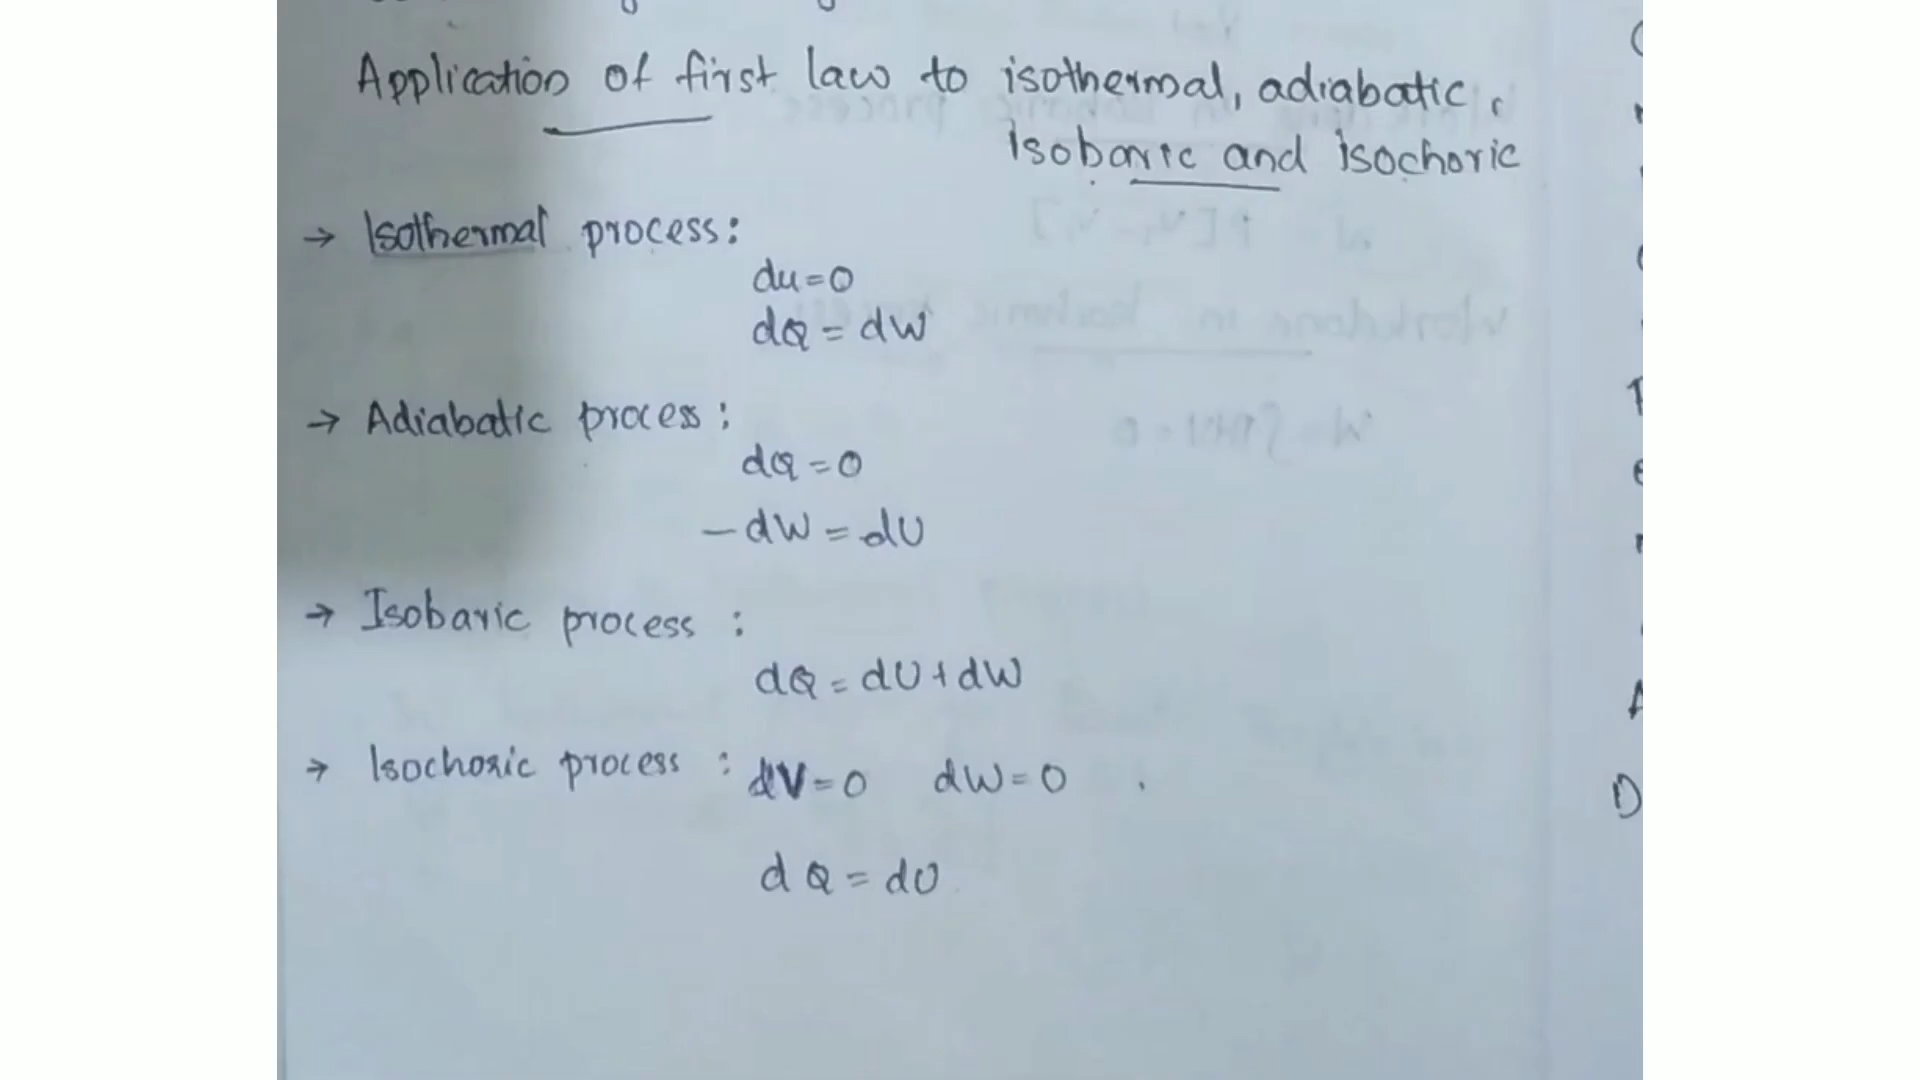 Application of first law to isothermal, adiabatic,
Isobaric and isochoric
→ Isothermal process:
du=0
dQ = dW
→ Adiabatic process:
dQ=0
-dW = dU
→ Isobaric process :
dQ = dU+dW
→ Isochoric process : dV=0 dW=0
dQ = dU